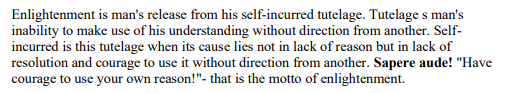 Enlightenment is man's release from his self-incurred tutelage. Tutelage s man's
inability to make use of his understanding without direction from another. Self-
incurred is this tutelage when its cause lies not in lack of reason but in lack of
resolution and courage to use it without direction from another. Sapere aude! "Have
courage to use your own reason!"- that is the motto of enlightenment.